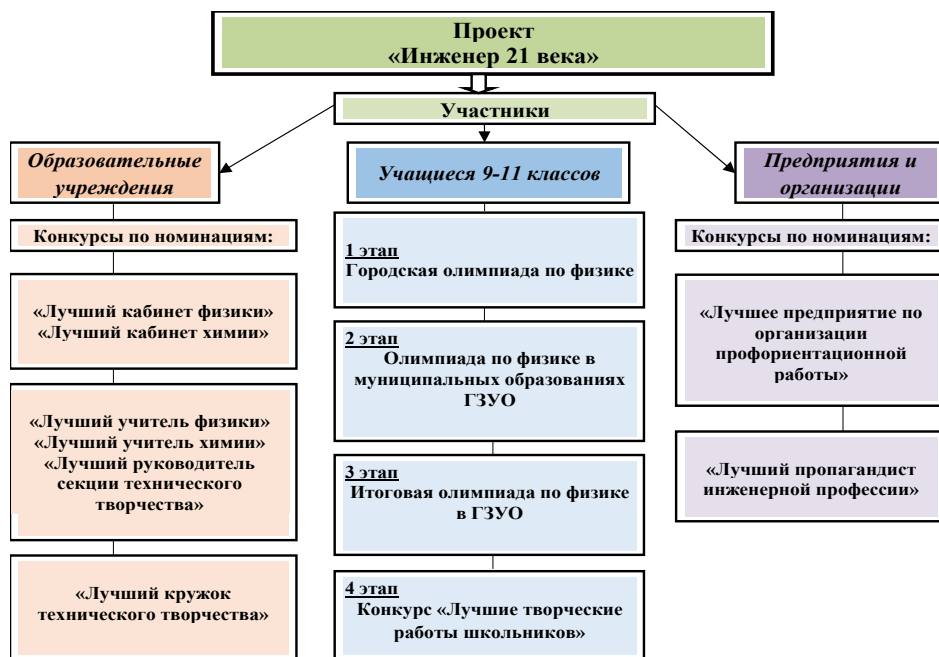 Проект
«Инженер 21 века»
Участники
Образовательные
учреждения
Конкурсы по номинациям:
«Лучший кабинет физики»
«Лучший кабинет химии»
«Лучший учитель физики»
«Лучший учитель химии»
«Лучший руководитель
секции технического
творчества»
«Лучший кружок
технического творчества»
Учащиеся 9-11 классов
1 этап
Городская олимпиада по физике
2 этап
Олимпиада по физике в
муниципальных образованиях
ГЗУО
3 этап
Итоговая олимпиада по физике
в ГЗУО
4 этап
Конкурс «Лучшие творческие
работы школьников»
Предприятия и
организации
Конкурсы по номинациям:
«Лучшее предприятие по
организации
профориентационной
работы»
«Лучший пропагандист
инженерной профессии»